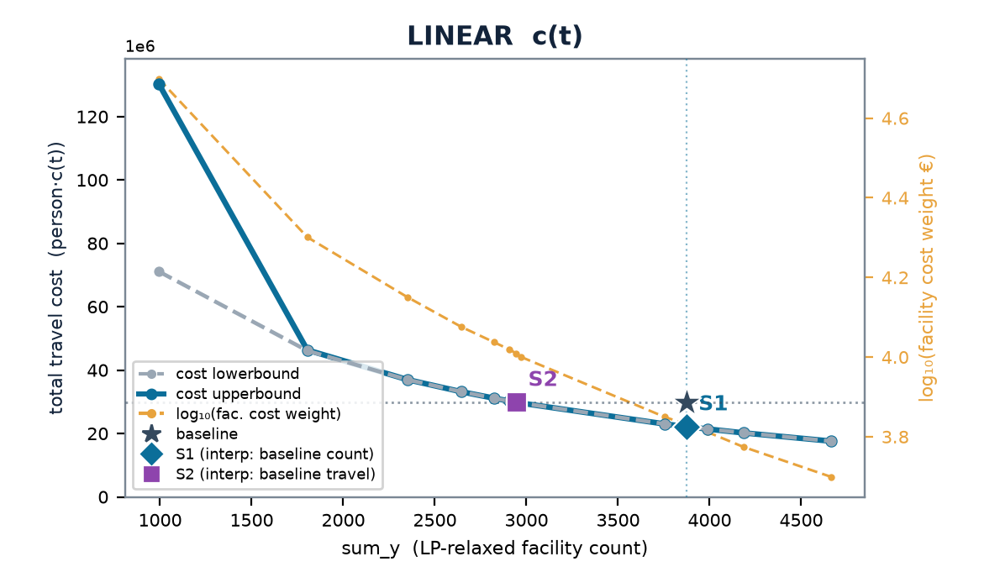 LINEAR c(t)
1e6
120
100
80
60
40
20
0
total travel cost (person·c(t))
4.6
4.4
4.2
4.0
3.8
log₁₀(facility cost weight €)
S2
S1
cost lowerbound
cost upperbound
log₁₀(fac. cost weight)
baseline
S1 (interp: baseline count)
S2 (interp: baseline travel)
1000 1500 2000 2500 3000 3500 4000 4500
sum_y (LP-relaxed facility count)